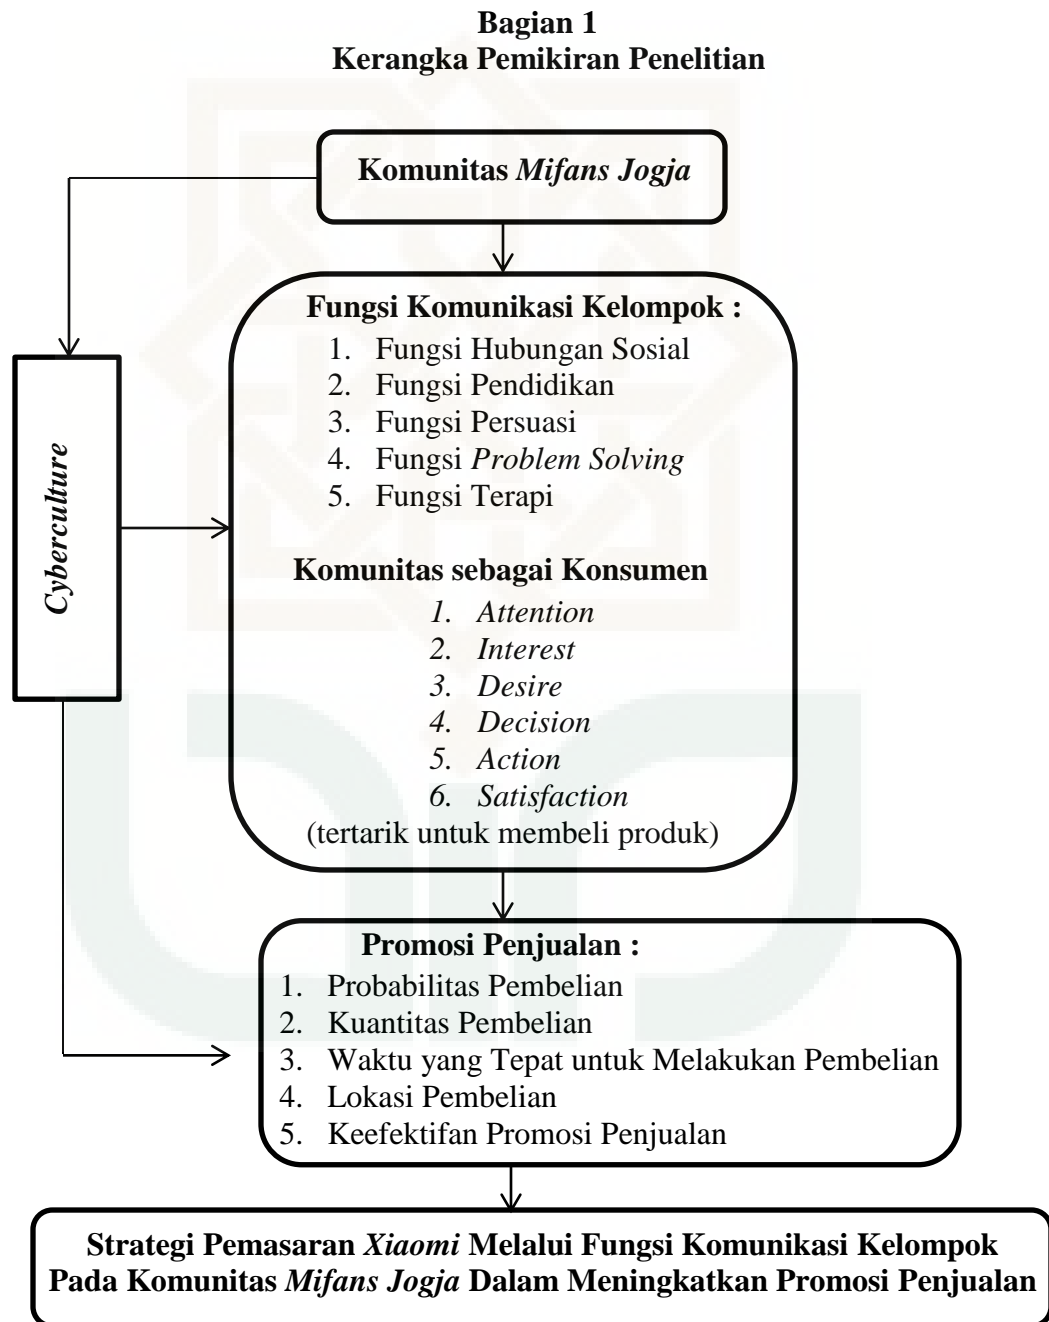 Bagian 1
Kerangka Pemikiran Penelitian
Komunitas Mifans Jogja
Fungsi Komunikasi Kelompok :
1. Fungsi Hubungan Sosial
2. Fungsi Pendidikan
3. Fungsi Persuasi
4. Fungsi Problem Solving
5. Fungsi Terapi
Cyberculture
Komunitas sebagai Konsumen
1. Attention
2. Interest
3. Desire
4. Decision
5. Action
6. Satisfaction
(tertarik untuk membeli produk)
Promosi Penjualan :
1. Probabilitas Pembelian
2. Kuantitas Pembelian
3. Waktu yang Tepat untuk Melakukan Pembelian
4. Lokasi Pembelian
5. Keefektifan Promosi Penjualan
Strategi Pemasaran Xiaomi Melalui Fungsi Komunikasi Kelompok
Pada Komunitas Mifans Jogja Dalam Meningkatkan Promosi Penjualan